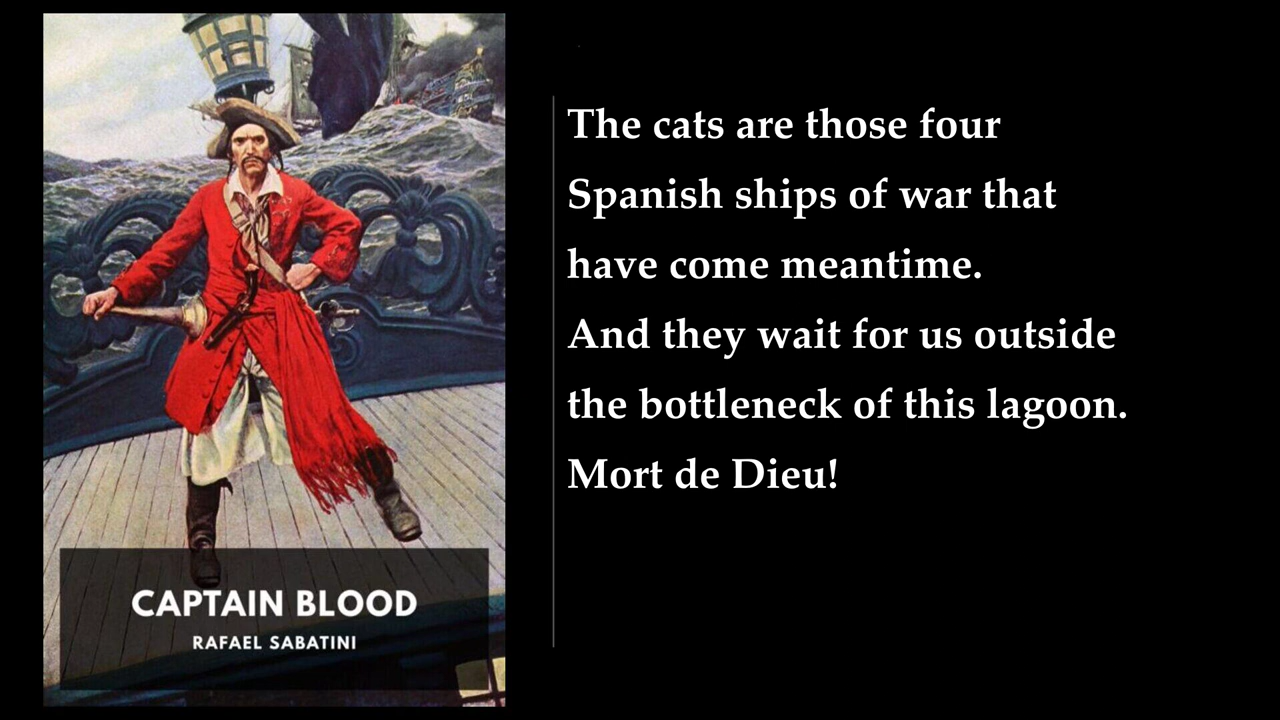 CAPTAIN BLOOD
RAFAEL SABATINI
The cats are those four
Spanish ships of war that
have come meantime.
And they wait for us outside
the bottleneck of this lagoon.
Mort de Dieu!